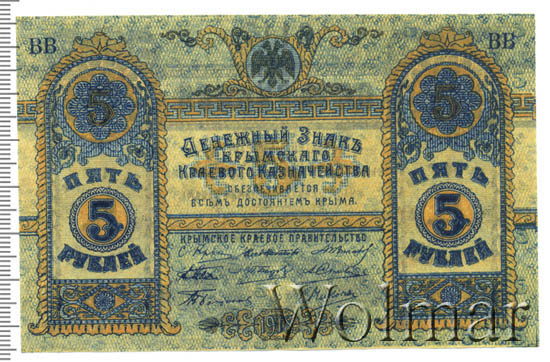 ВВ ВВ
5 5
Денежный Знакъ
Крымскаго
Краевого Казначейства
обезпечивается
всѣмъ достояніемъ Крыма.
ПЯТЬ ПЯТЬ
5 5
РУБЛЕЙ РУБЛЕЙ
Крымское Краевое Правительство
Wolmar